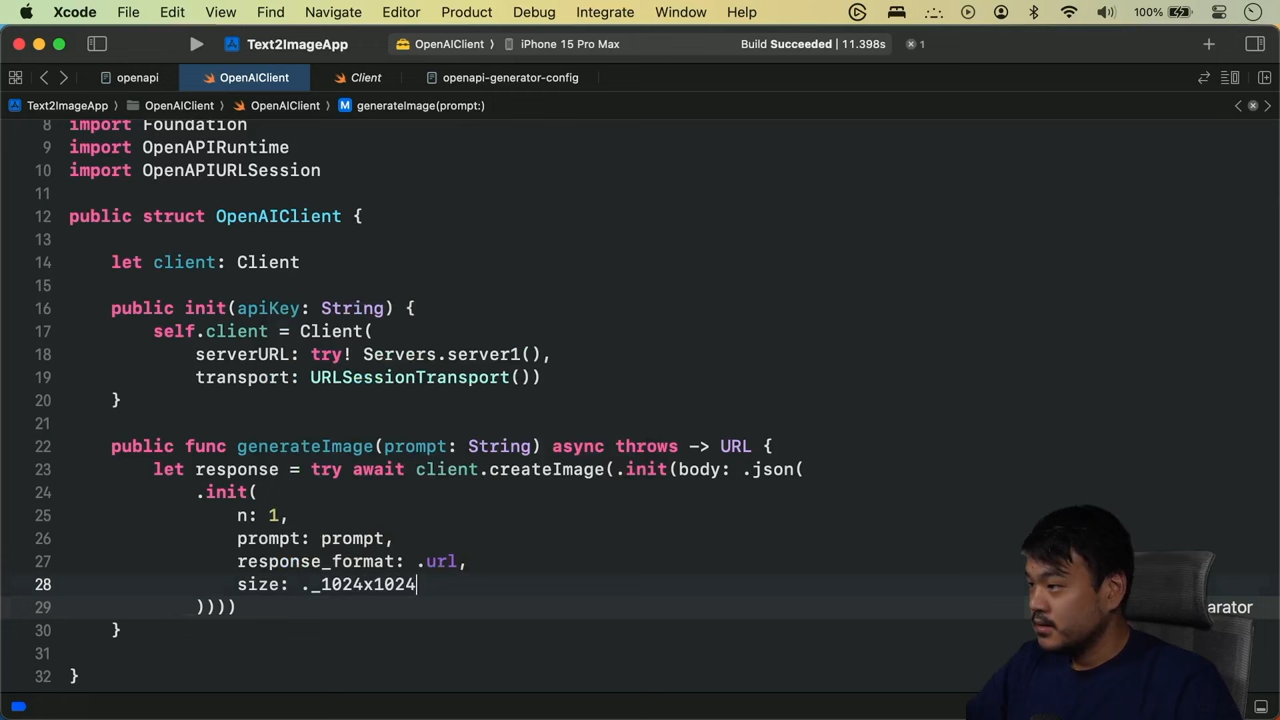 Xcode File Edit View Find Navigate Editor Product Debug Integrate Window Help 100%
Text2ImageApp OpenAIClient 〉 iPhone 15 Pro Max Build Succeeded | 11.398s 1
openapi OpenAIClient Client openapi-generator-config
Text2ImageApp 〉 OpenAIClient 〉 OpenAIClient 〉 M generateImage(prompt:)
8 import Foundation
9 import OpenAPIRuntime
10 import OpenAPIURLSession
11
12 public struct OpenAIClient {
13
14 let client: Client
15
16 public init(apiKey: String) {
17 self.client = Client(
18 serverURL: try! Servers.server1(),
19 transport: URLSessionTransport())
20 }
21
22 public func generateImage(prompt: String) async throws -> URL {
23 let response = try await client.createImage(.init(body: .json(
24 .init(
25 n: 1,
26 prompt: prompt,
27 response_format: .url,
28 size: ._1024x1024
29 )))) arator
30 }
31
32 }